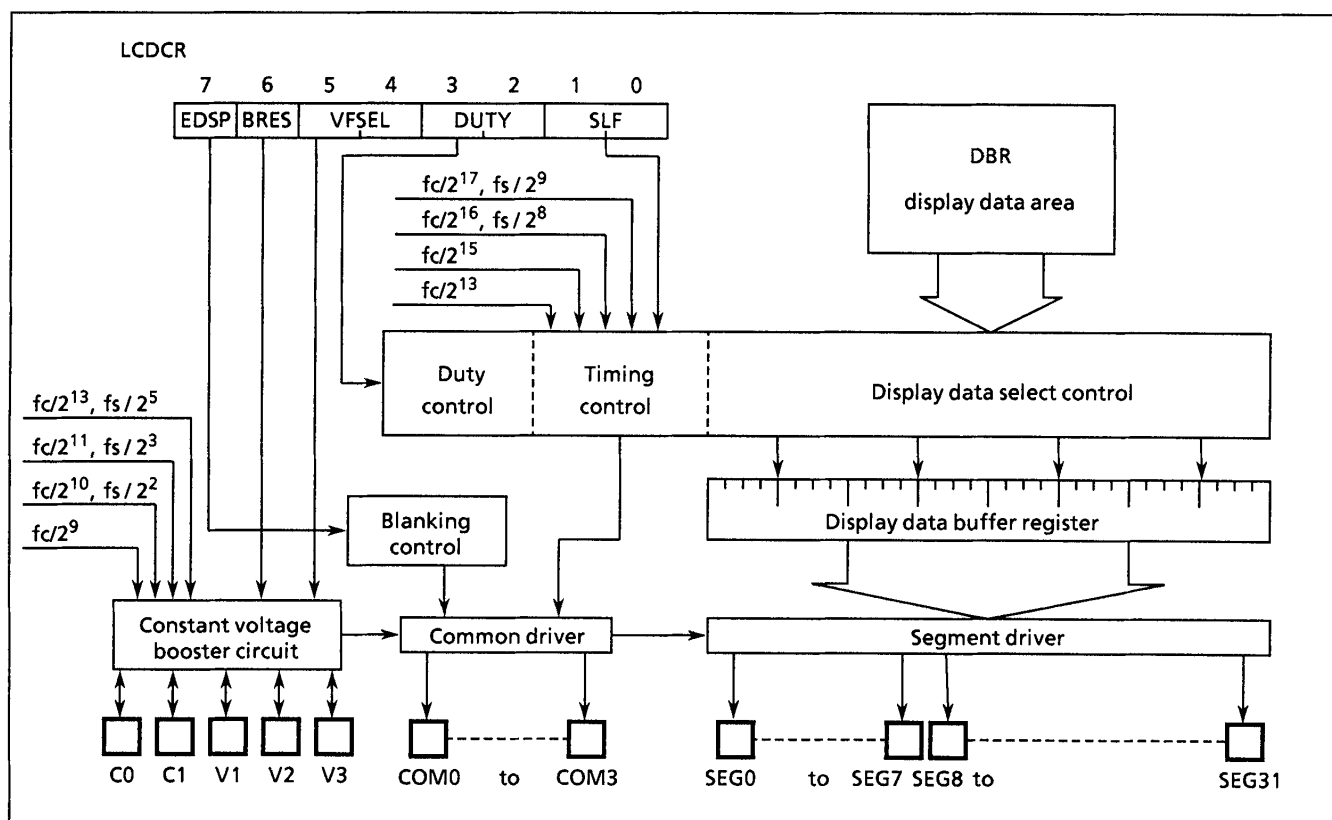 LCDCR
7 6 5 4 3 2 1 0
EDSP BRES VFSEL DUTY SLF
fc/2^17, fs/2^9
fc/2^16, fs/2^8
fc/2^15
fc/2^13
DBR
display data area
Duty
control
Timing
control
Display data select control
fc/2^13, fs/2^5
fc/2^11, fs/2^3
fc/2^10, fs/2^2
fc/2^9
Blanking
control
Display data buffer register
Constant voltage
booster circuit
Common driver
Segment driver
C0 C1 V1 V2 V3
COM0 to COM3
SEG0 to SEG7 SEG8 to SEG31